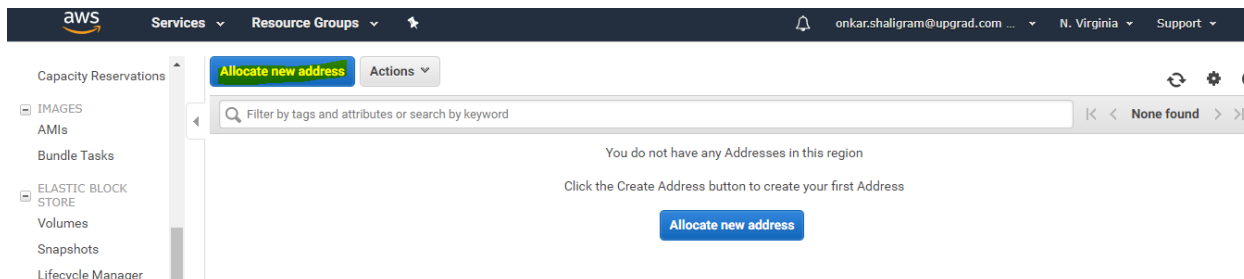 aws Services Resource Groups onkar.shaligram@upgrad.com ... N. Virginia Support
Capacity Reservations
IMAGES
AMIs
Bundle Tasks
ELASTIC BLOCK
STORE
Volumes
Snapshots
Lifecycle Manager
Allocate new address Actions
Filter by tags and attributes or search by keyword None found
You do not have any Addresses in this region
Click the Create Address button to create your first Address
Allocate new address